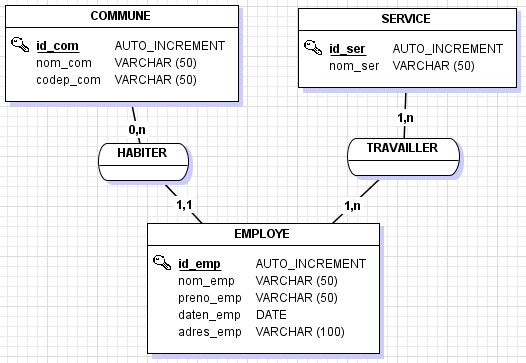 COMMUNE
id_com AUTO_INCREMENT
nom_com VARCHAR (50)
codep_com VARCHAR (50)
SERVICE
id_ser AUTO_INCREMENT
nom_ser VARCHAR (50)
0,n
1,n
HABITER
TRAVAILLER
1,1
1,n
EMPLOYE
id_emp AUTO_INCREMENT
nom_emp VARCHAR (50)
preno_emp VARCHAR (50)
daten_emp DATE
adres_emp VARCHAR (100)